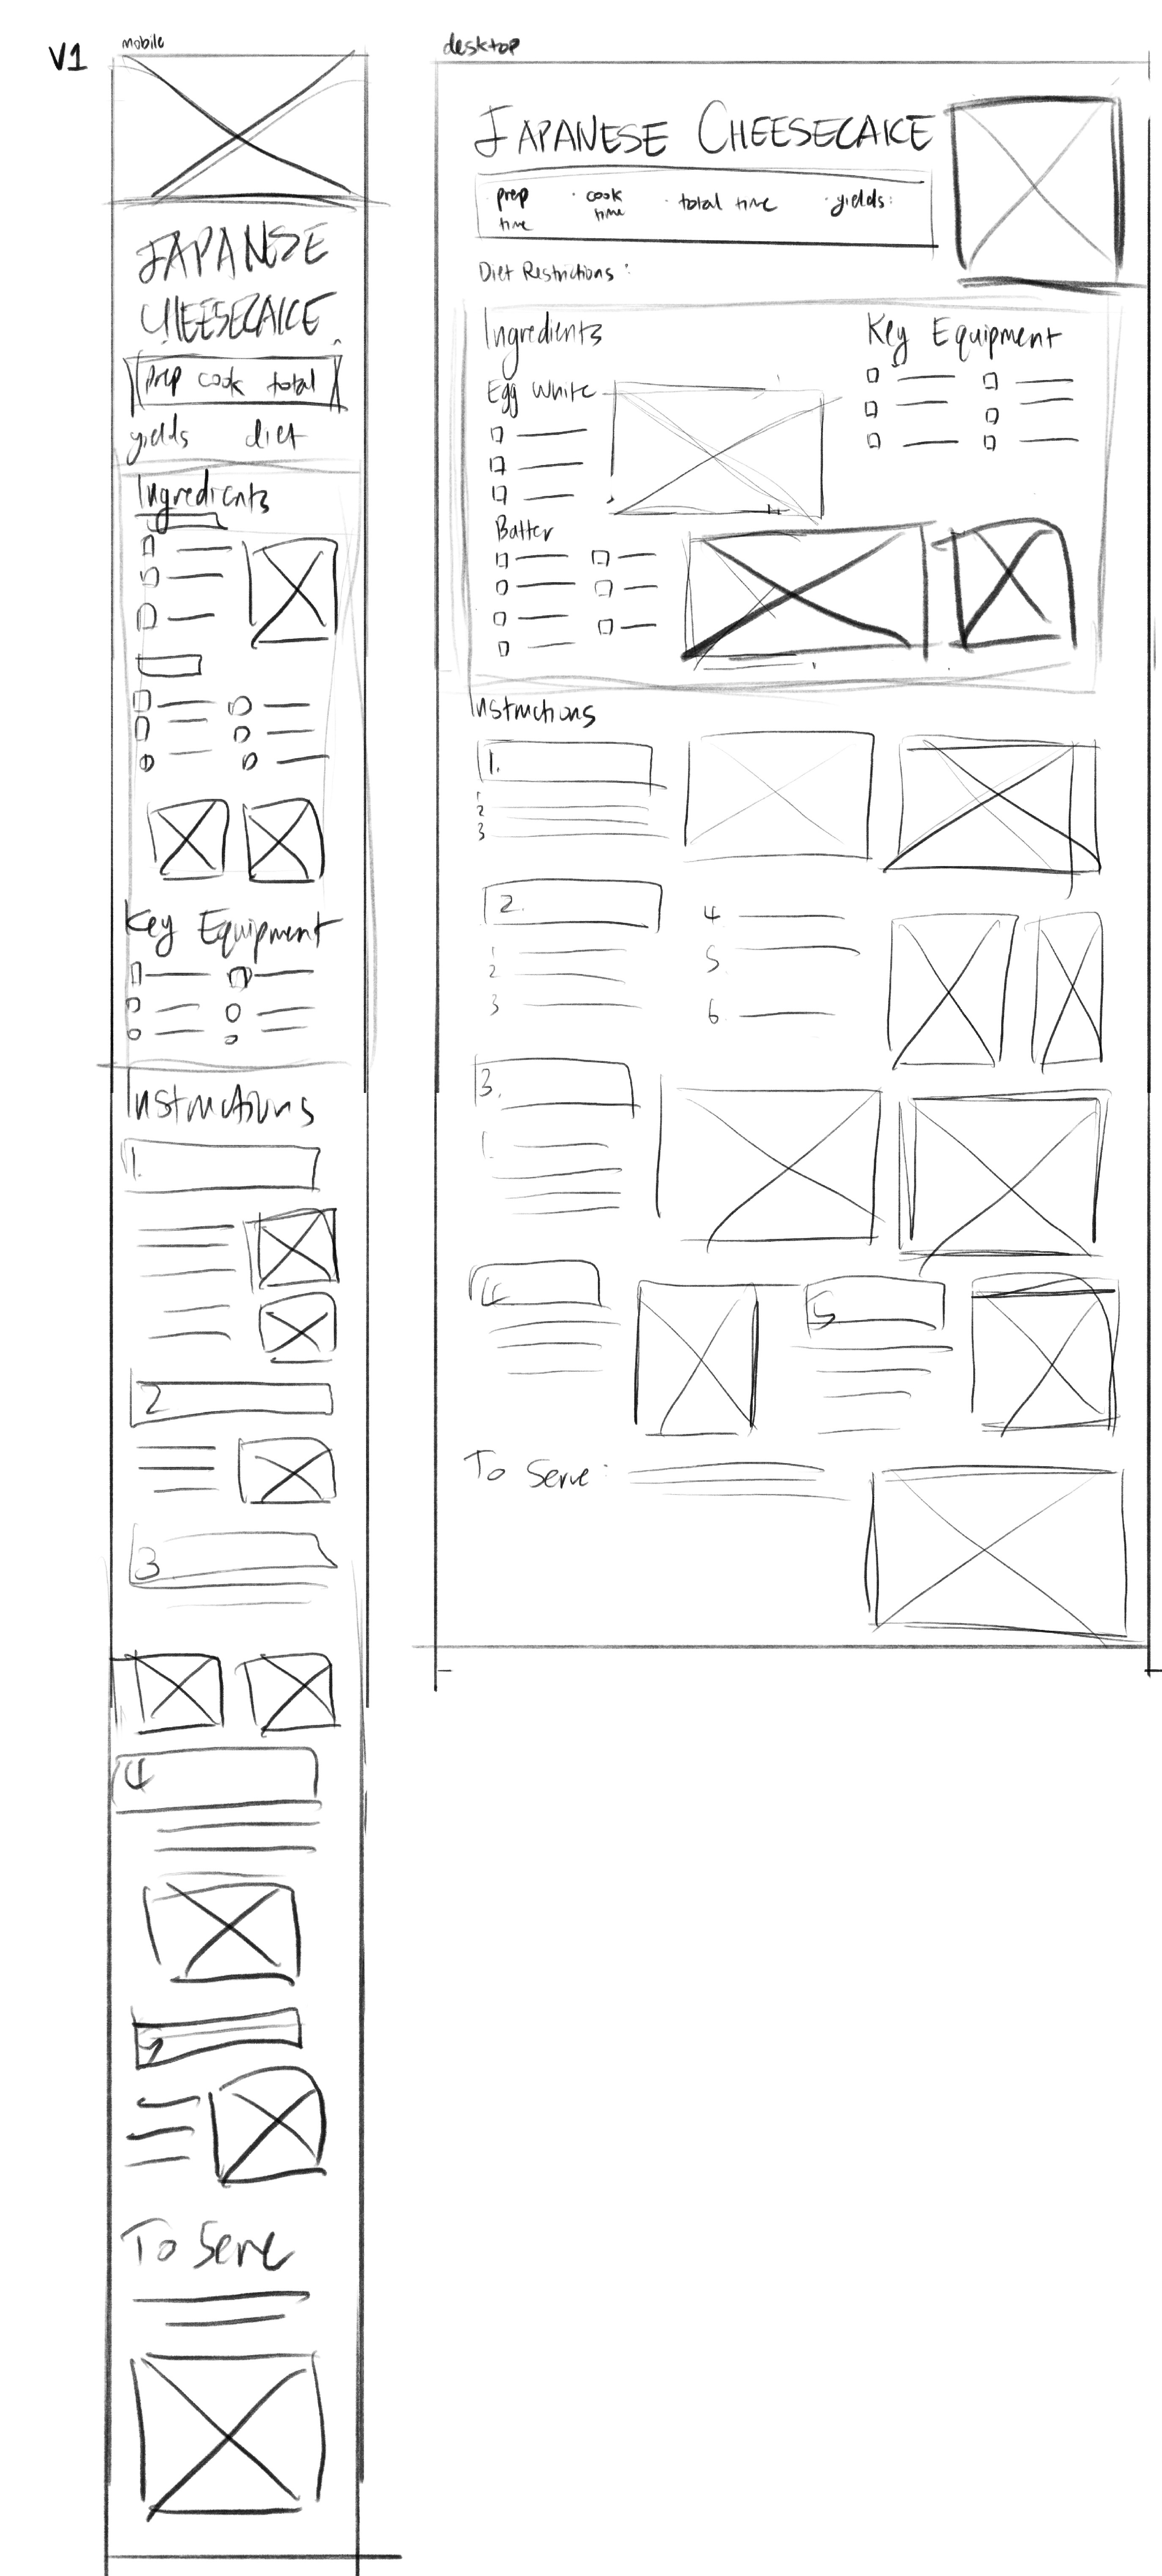 V1
mobile
JAPANESE
CHEESECAKE
prep cook total
yields diet
Ingredients
Key Equipment
Instructions
1.
2
3
4
5
To Serve
desktop
JAPANESE CHEESECAKE
prep time · cook time · total time · yields:
Diet Restrictions:
Ingredients
Egg White
Batter
Key Equipment
Instructions
1.
1
2
3
2.
1
2
3
4
5
6
3.
1
4
5
To Serve: